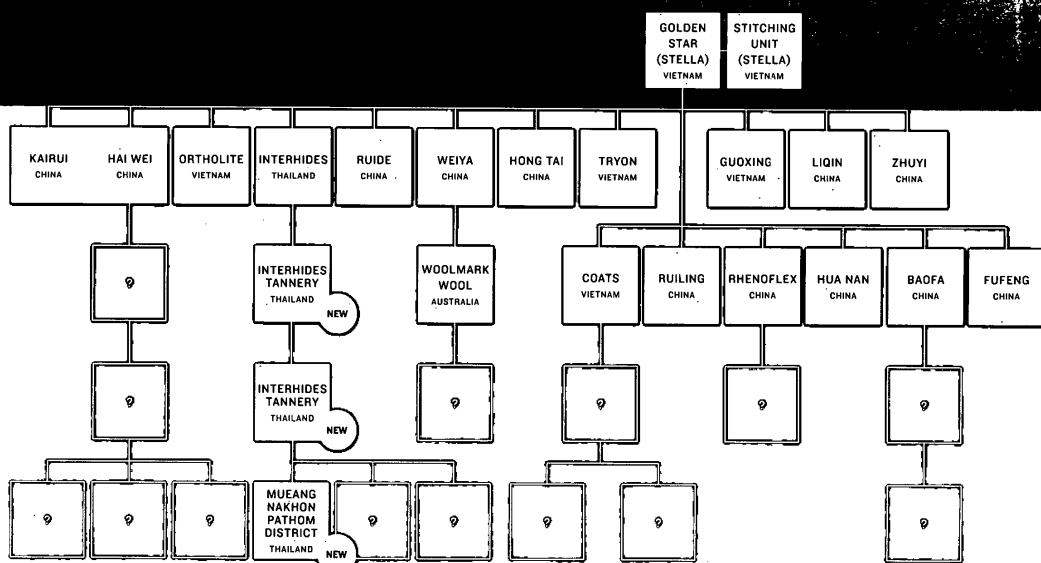 GOLDEN
STAR
(STELLA)
VIETNAM
STITCHING
UNIT
(STELLA)
VIETNAM
KAIRUI
CHINA
HAI WEI
CHINA
ORTHOLITE
VIETNAM
INTERHIDES
THAILAND
RUIDE
CHINA
WEIYA
CHINA
HONG TAI
CHINA
TRYON
VIETNAM
GUOXING
VIETNAM
LIQIN
CHINA
ZHUYI
CHINA
?
INTERHIDES
TANNERY
THAILAND
NEW
WOOLMARK
WOOL
AUSTRALIA
COATS
VIETNAM
RUILING
CHINA
RHENOFLEX
CHINA
HUA NAN
CHINA
BAOFA
CHINA
FUFENG
CHINA
?
INTERHIDES
TANNERY
THAILAND
NEW
?
?
?
?
?
?
?
MUEANG
NAKHON
PATHOM
DISTRICT
THAILAND
NEW
?
?
?
?
?